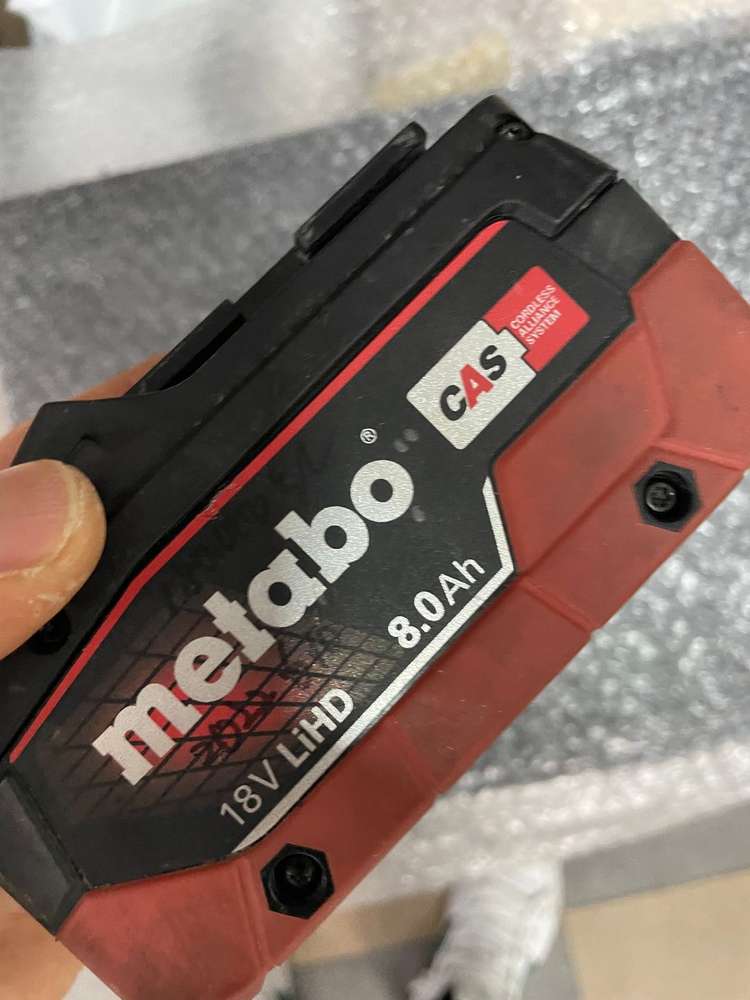 CAS
CORDLESS
ALLIANCE
SYSTEM
metabo®
18V LiHD 8.0Ah